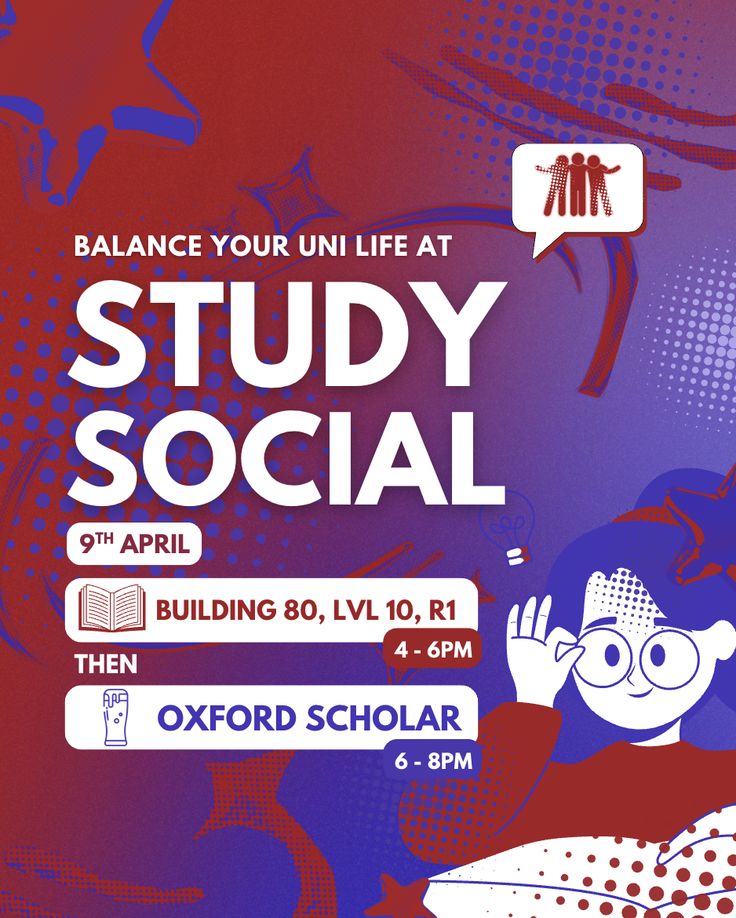 BALANCE YOUR UNI LIFE AT
STUDY
SOCIAL
9TH APRIL
BUILDING 80, LVL 10, R1
4 - 6PM
THEN
OXFORD SCHOLAR
6 - 8PM